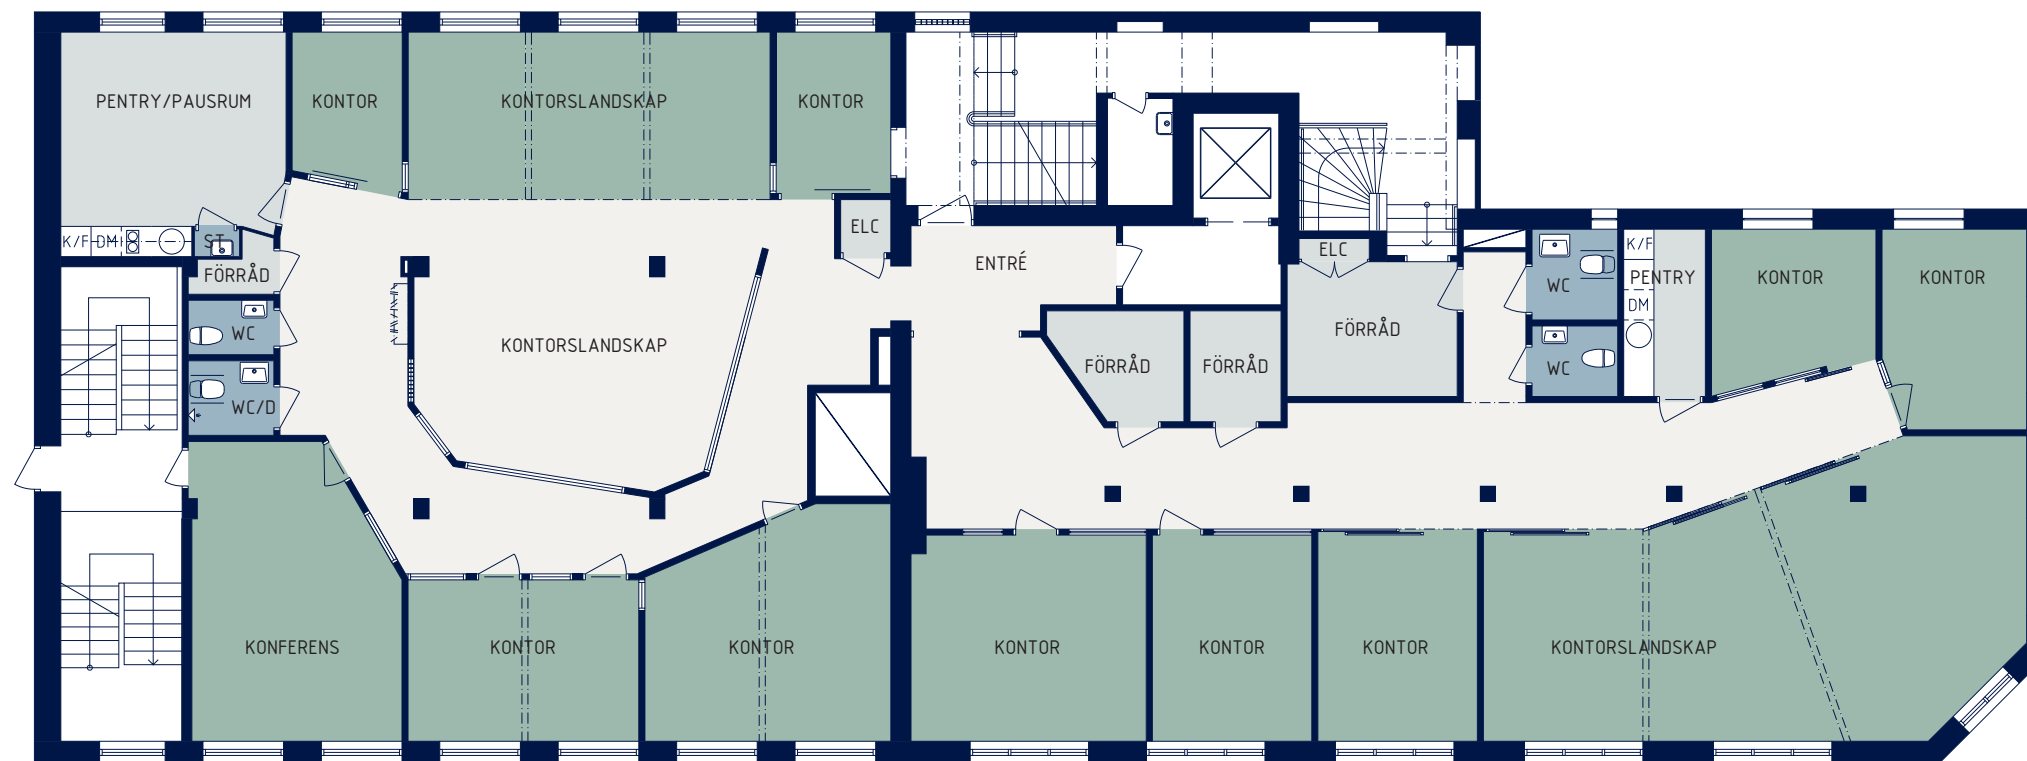 PENTRY/PAUSRUM
KONTOR
KONTORSLANDSKAP
KONTOR
K/F
DM
ST
FÖRRÅD
ELC
ENTRÉ
ELC
WC
K/F
PENTRY
DM
KONTOR
KONTOR
WC
KONTORSLANDSKAP
FÖRRÅD
FÖRRÅD
FÖRRÅD
WC
WC/D
KONFERENS
KONTOR
KONTOR
KONTOR
KONTOR
KONTOR
KONTORSLANDSKAP